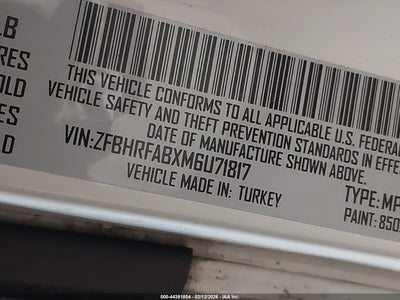 LB
RES
OLD
RES
OLD
THIS VEHICLE CONFORMS TO ALL APPLICABLE U.S. FEDERAL
VEHICLE SAFETY AND THEFT PREVENTION STANDARDS IN EFFE
DATE OF MANUFACTURE SHOWN ABOVE.
VIN:ZFBHRFABXM6U71817
TYPE: MP
VEHICLE MADE IN: TURKEY
PAINT: 850
000-44381884 - 02/12/2026 - IAA Inc.